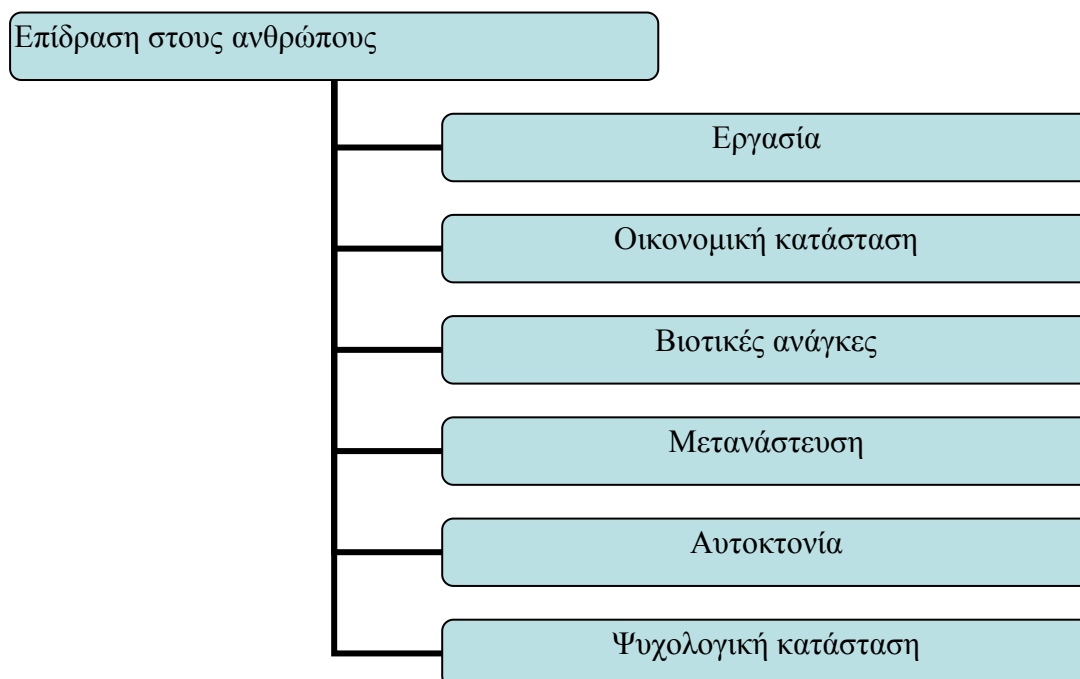 Επίδραση στους ανθρώπους
Εργασία
Οικονομική κατάσταση
Βιοτικές ανάγκες
Μετανάστευση
Αυτοκτονία
Ψυχολογική κατάσταση